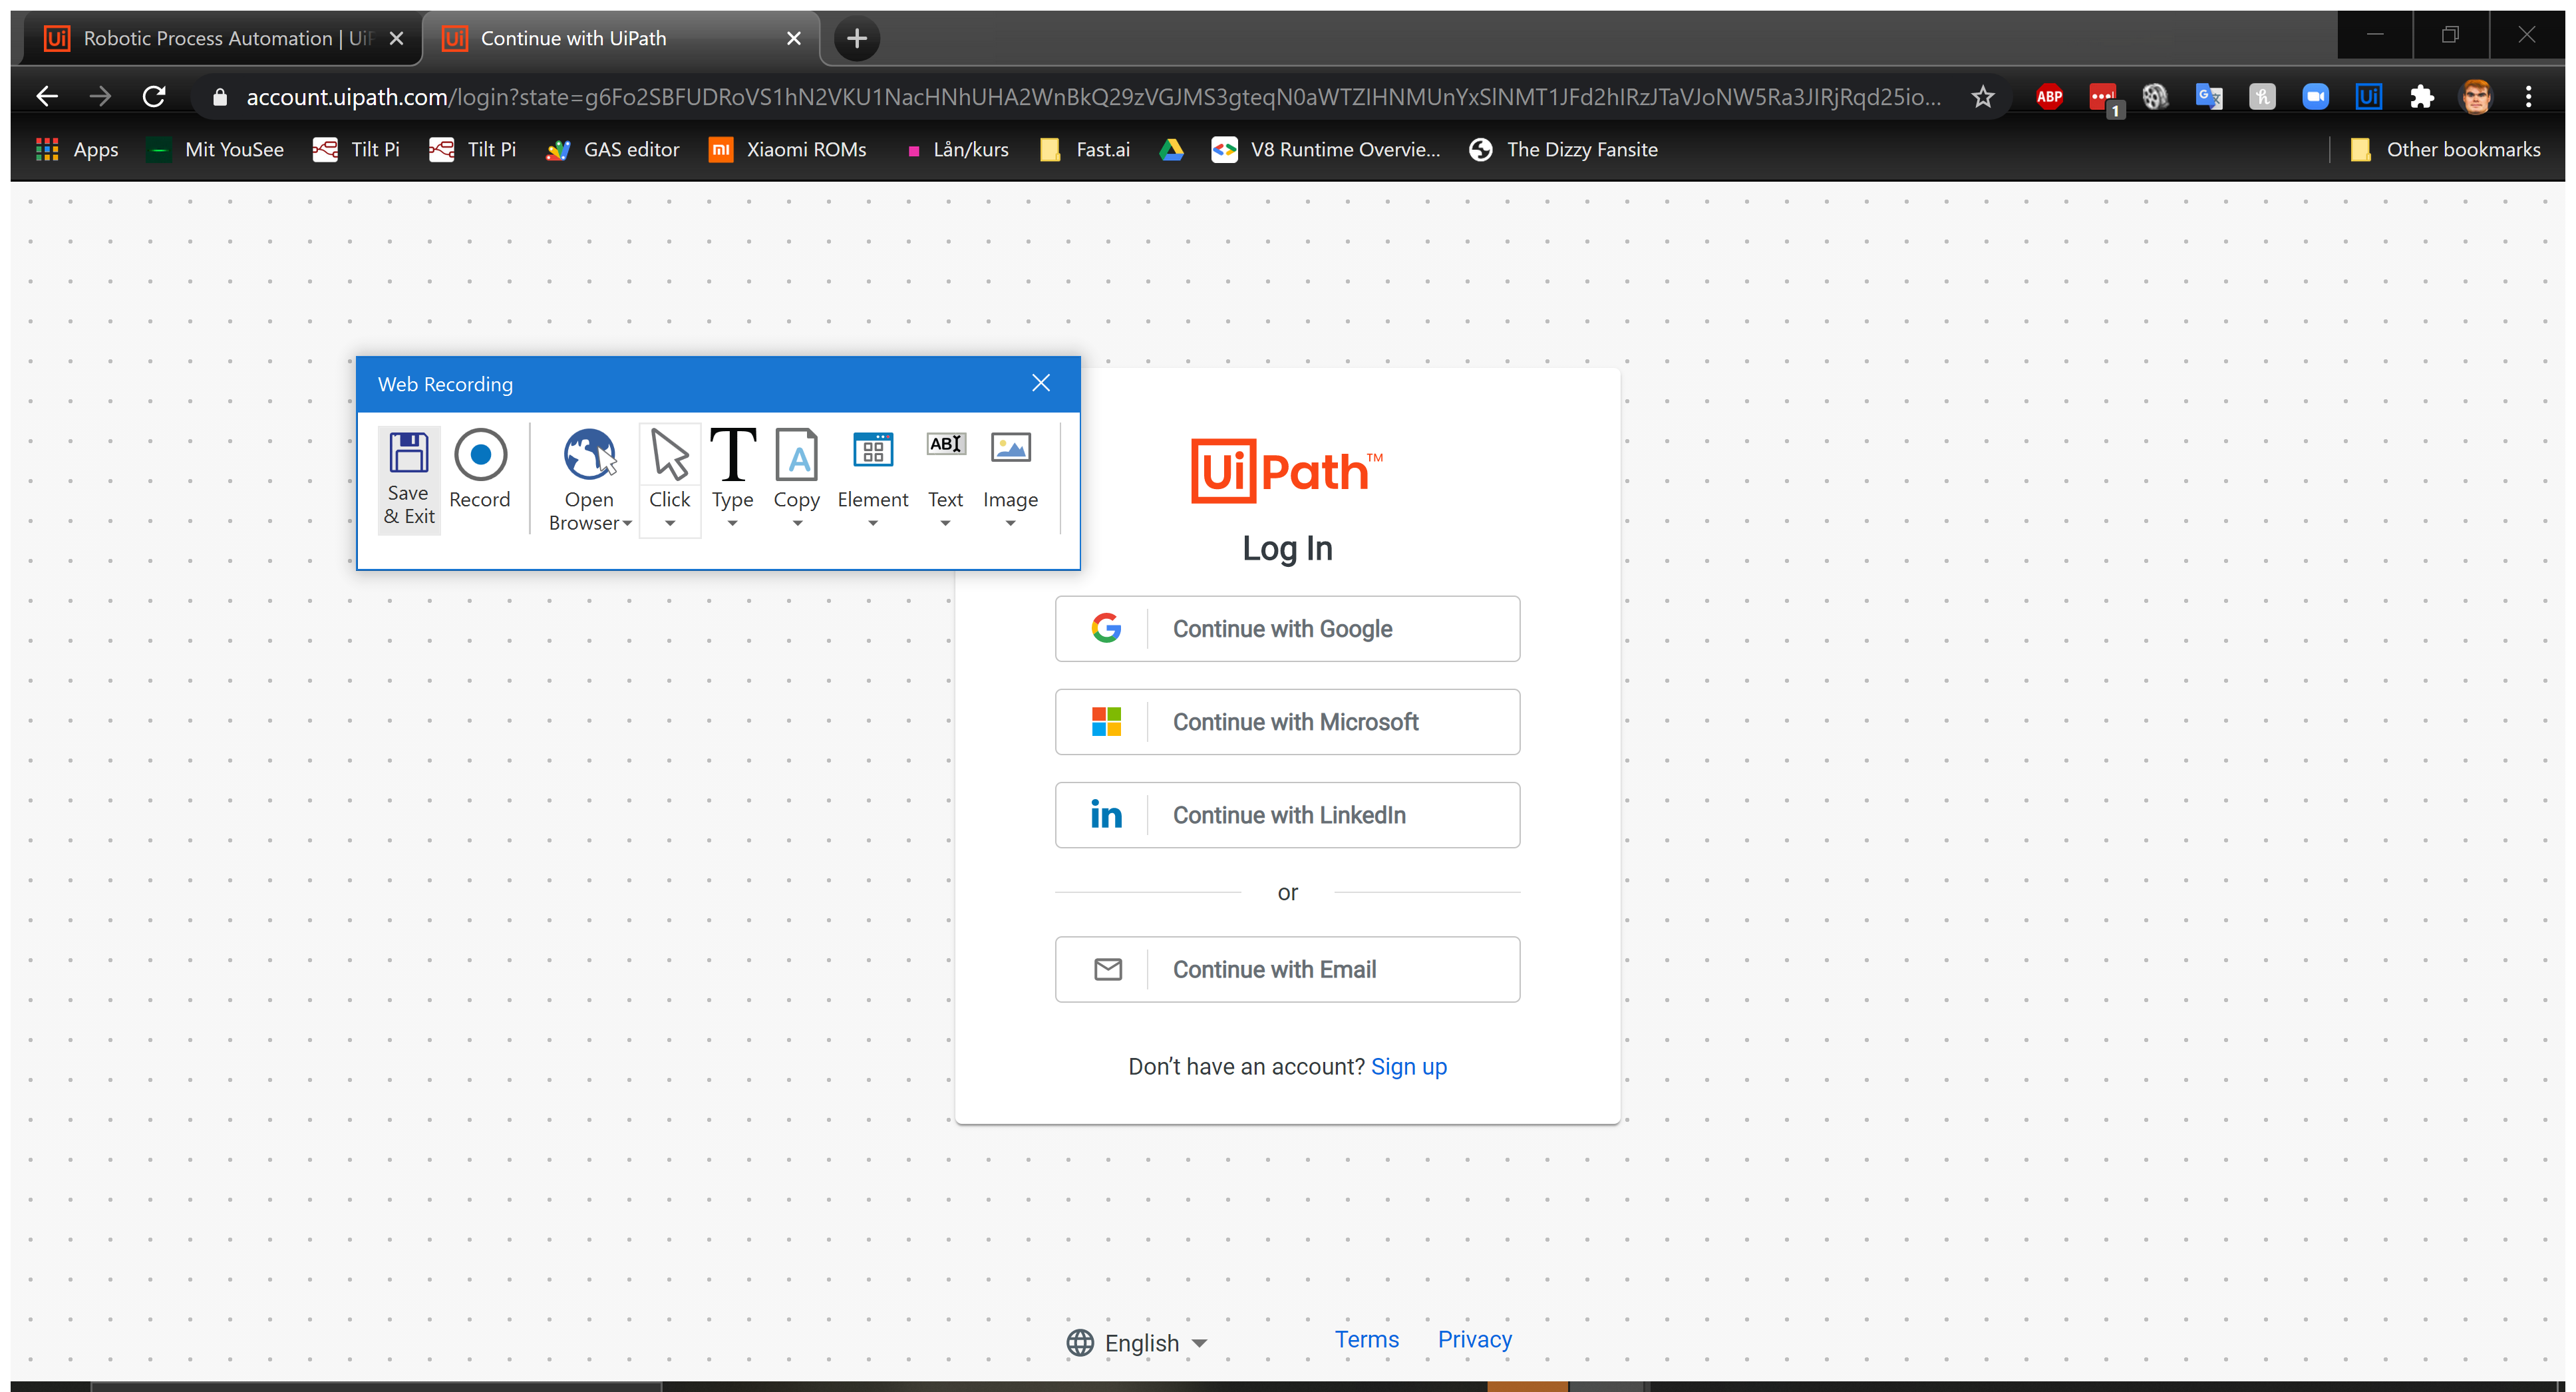 Robotic Process Automation | UiP
Continue with UiPath
account.uipath.com/login?state=g6Fo2SBFUDRoVS1hN2VKU1NacHNhUHA2WnBkQ29zVGJMS3gteqN0aWTZIHNMUnYxSlNMT1JFd2hIRzJTaVJoNW5Ra3JIRjRqd25io...
ABP
1
Apps
Mit YouSee
Tilt Pi
Tilt Pi
GAS editor
Xiaomi ROMs
Lån/kurs
Fast.ai
V8 Runtime Overvie...
The Dizzy Fansite
Other bookmarks
Web Recording
Save & Exit
Record
Open Browser
Click
Type
Copy
Element
Text
Image
UiPath™
Log In
Continue with Google
Continue with Microsoft
Continue with LinkedIn
or
Continue with Email
Don’t have an account? Sign up
English
Terms
Privacy